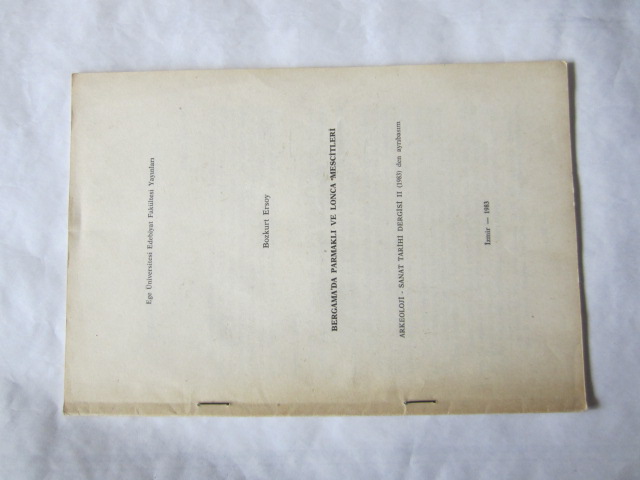 Ege Üniversitesi Edebiyat Fakültesi Yayınları
Bozkurt Ersoy
BERGAMA'DA PARMAKLI VE LONCA MESCİTLERİ
ARKEOLOJİ - SANAT TARİHİ DERGİSİ II (1983) den ayrıbasım
İzmir — 1983